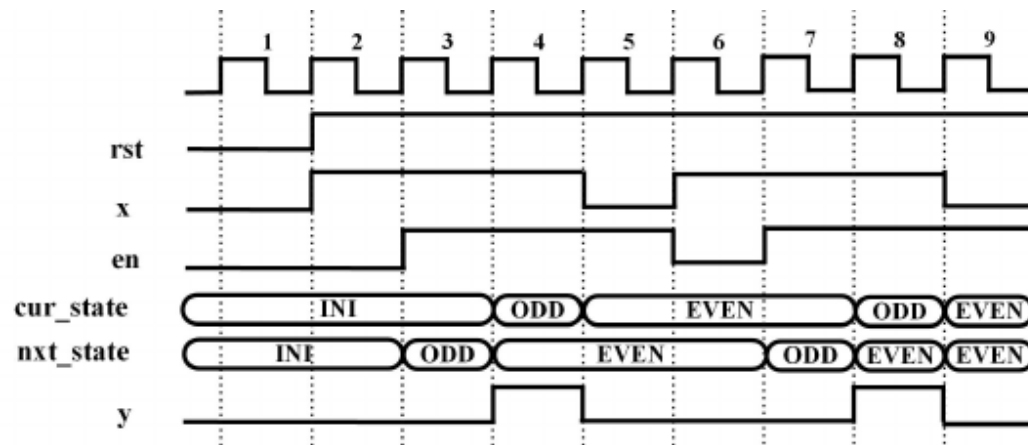 1 2 3 4 5 6 7 8 9
rst
x
en
cur_state INI ODD EVEN ODD EVEN
nxt_state INI ODD EVEN ODD EVEN EVEN
y